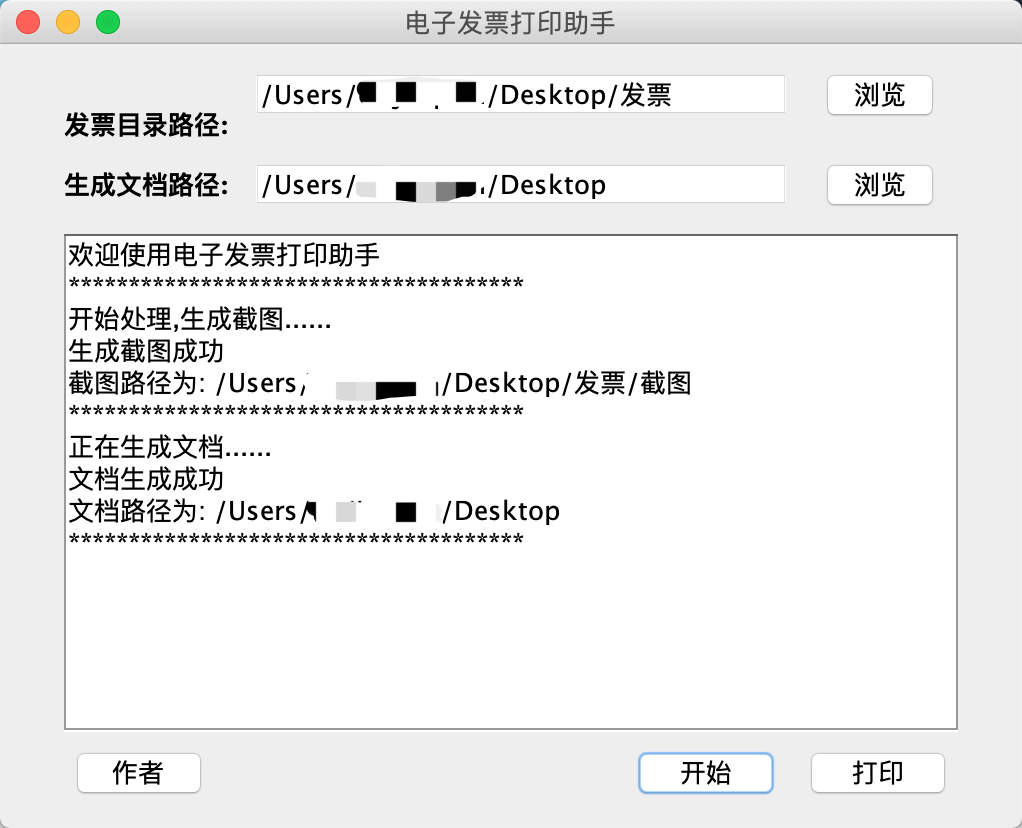 电子发票打印助手
/Users/ /Desktop/发票
浏览
发票目录路径:
生成文档路径:
/Users/ /Desktop
浏览
欢迎使用电子发票打印助手
**************************************
开始处理,生成截图......
生成截图成功
截图路径为: /Users/ /Desktop/发票/截图
**************************************
正在生成文档......
文档生成成功
文档路径为: /Users/ /Desktop
**************************************
作者
开始
打印